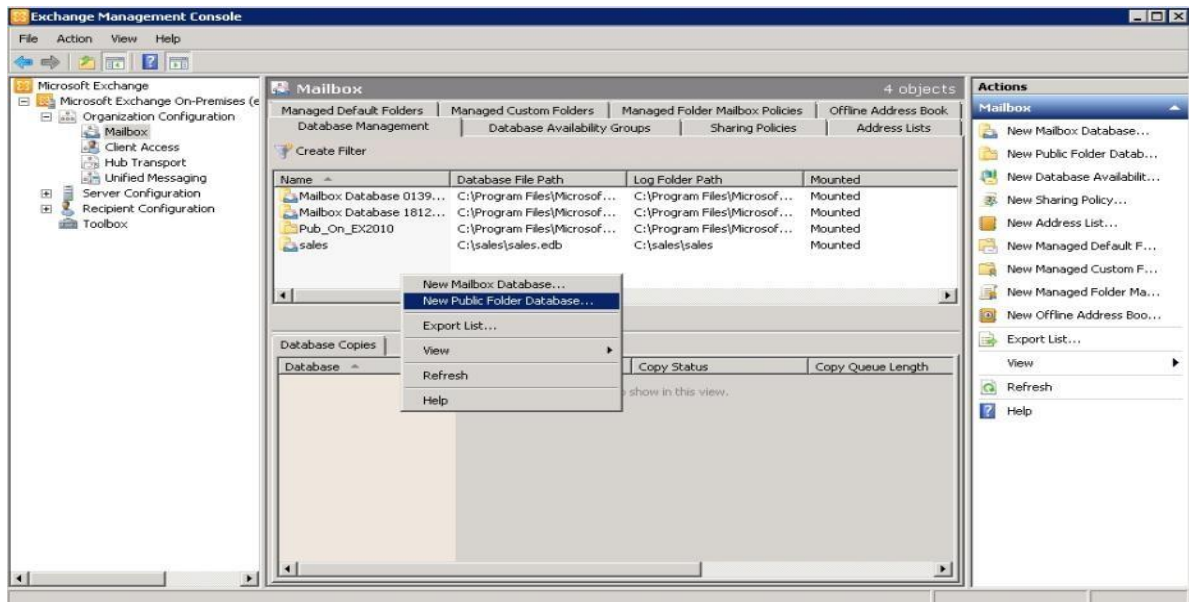 Exchange Management Console
File Action View Help
Microsoft Exchange
Microsoft Exchange On-Premises (e
Organization Configuration
Mailbox
Client Access
Hub Transport
Unified Messaging
Server Configuration
Recipient Configuration
Toolbox
Mailbox 4 objects
Managed Default Folders Managed Custom Folders Managed Folder Mailbox Policies Offline Address Book
Database Management Database Availability Groups Sharing Policies Address Lists
Create Filter
Name Database File Path Log Folder Path Mounted
Mailbox Database 0139... C:\Program Files\Microsof... C:\Program Files\Microsof... Mounted
Mailbox Database 1812... C:\Program Files\Microsof... C:\Program Files\Microsof... Mounted
Pub_On_EX2010 C:\Program Files\Microsof... C:\Program Files\Microsof... Mounted
sales C:\sales\sales.edb C:\sales\sales Mounted
New Mailbox Database...
New Public Folder Database...
Export List...
View
Refresh
Help
Database Copies
Database Copy Status Copy Queue Length
show in this view.
Actions
Mailbox
New Mailbox Database...
New Public Folder Datab...
New Database Availabilit...
New Sharing Policy...
New Address List...
New Managed Default F...
New Managed Custom F...
New Managed Folder Ma...
New Offline Address Boo...
Export List...
View
Refresh
Help